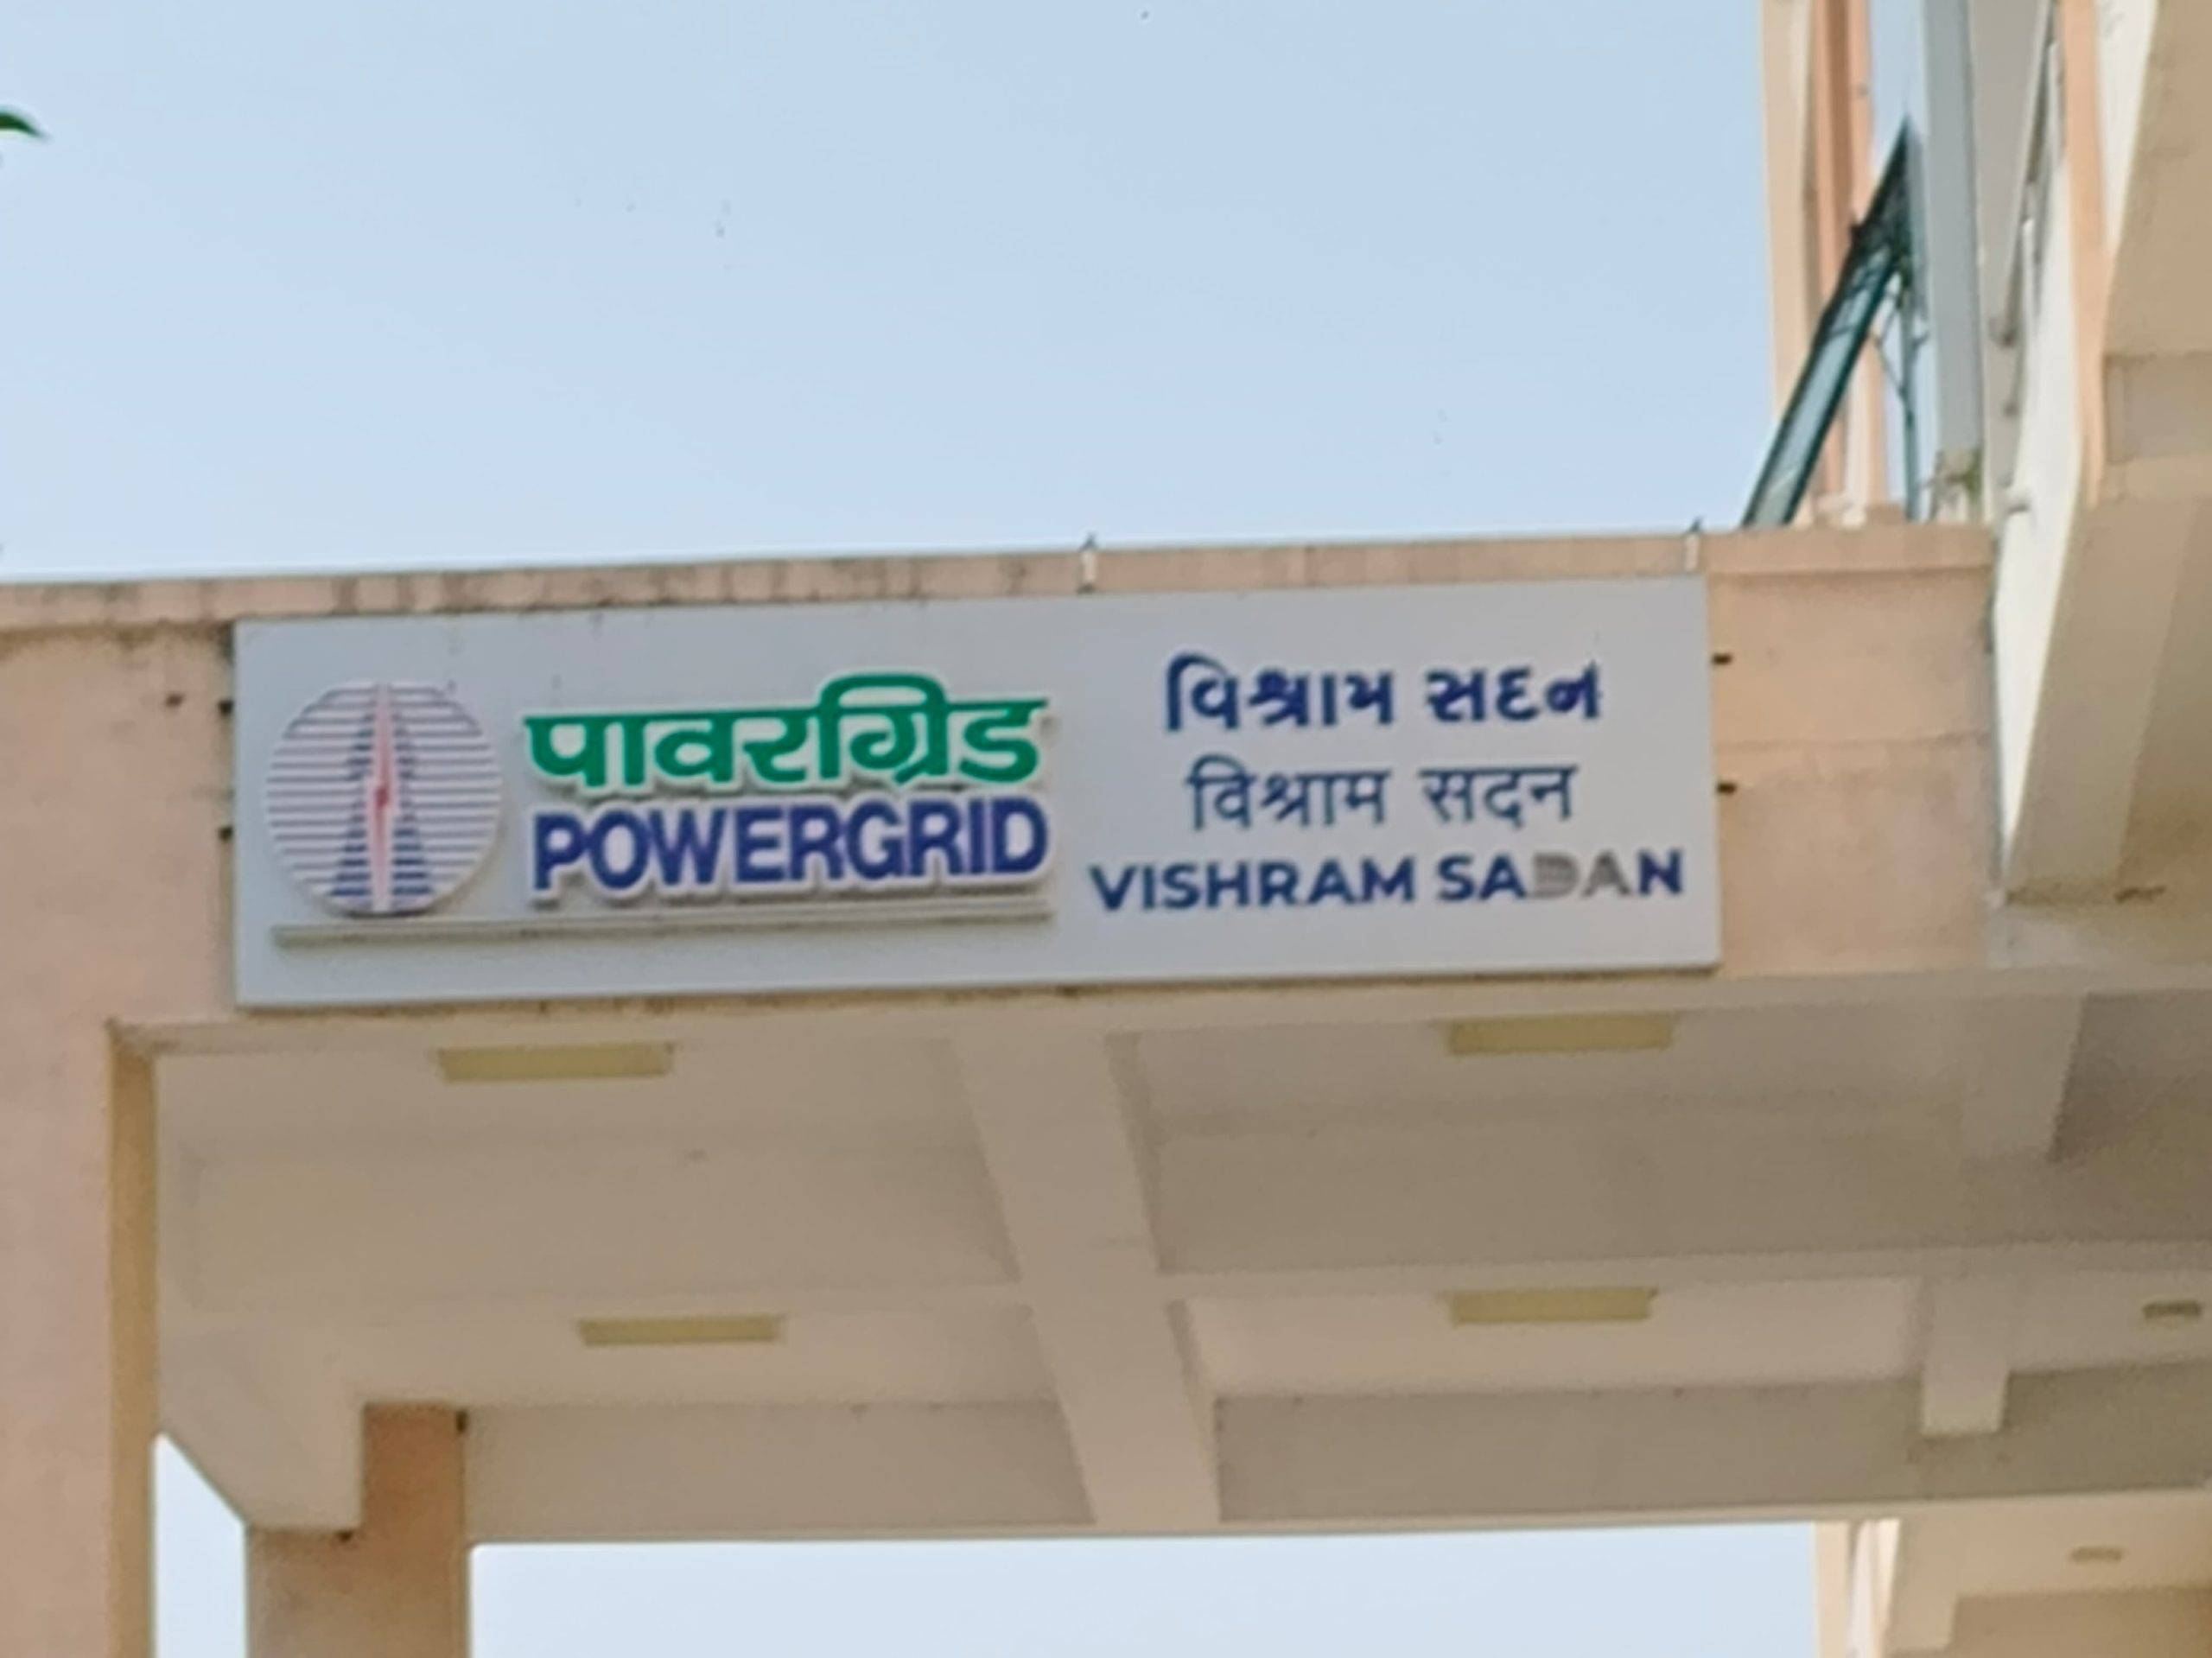 पावरग्रिड
POWERGRID
વિશ્રામ સદન
विश्राम सदन
VISHRAM SADAN